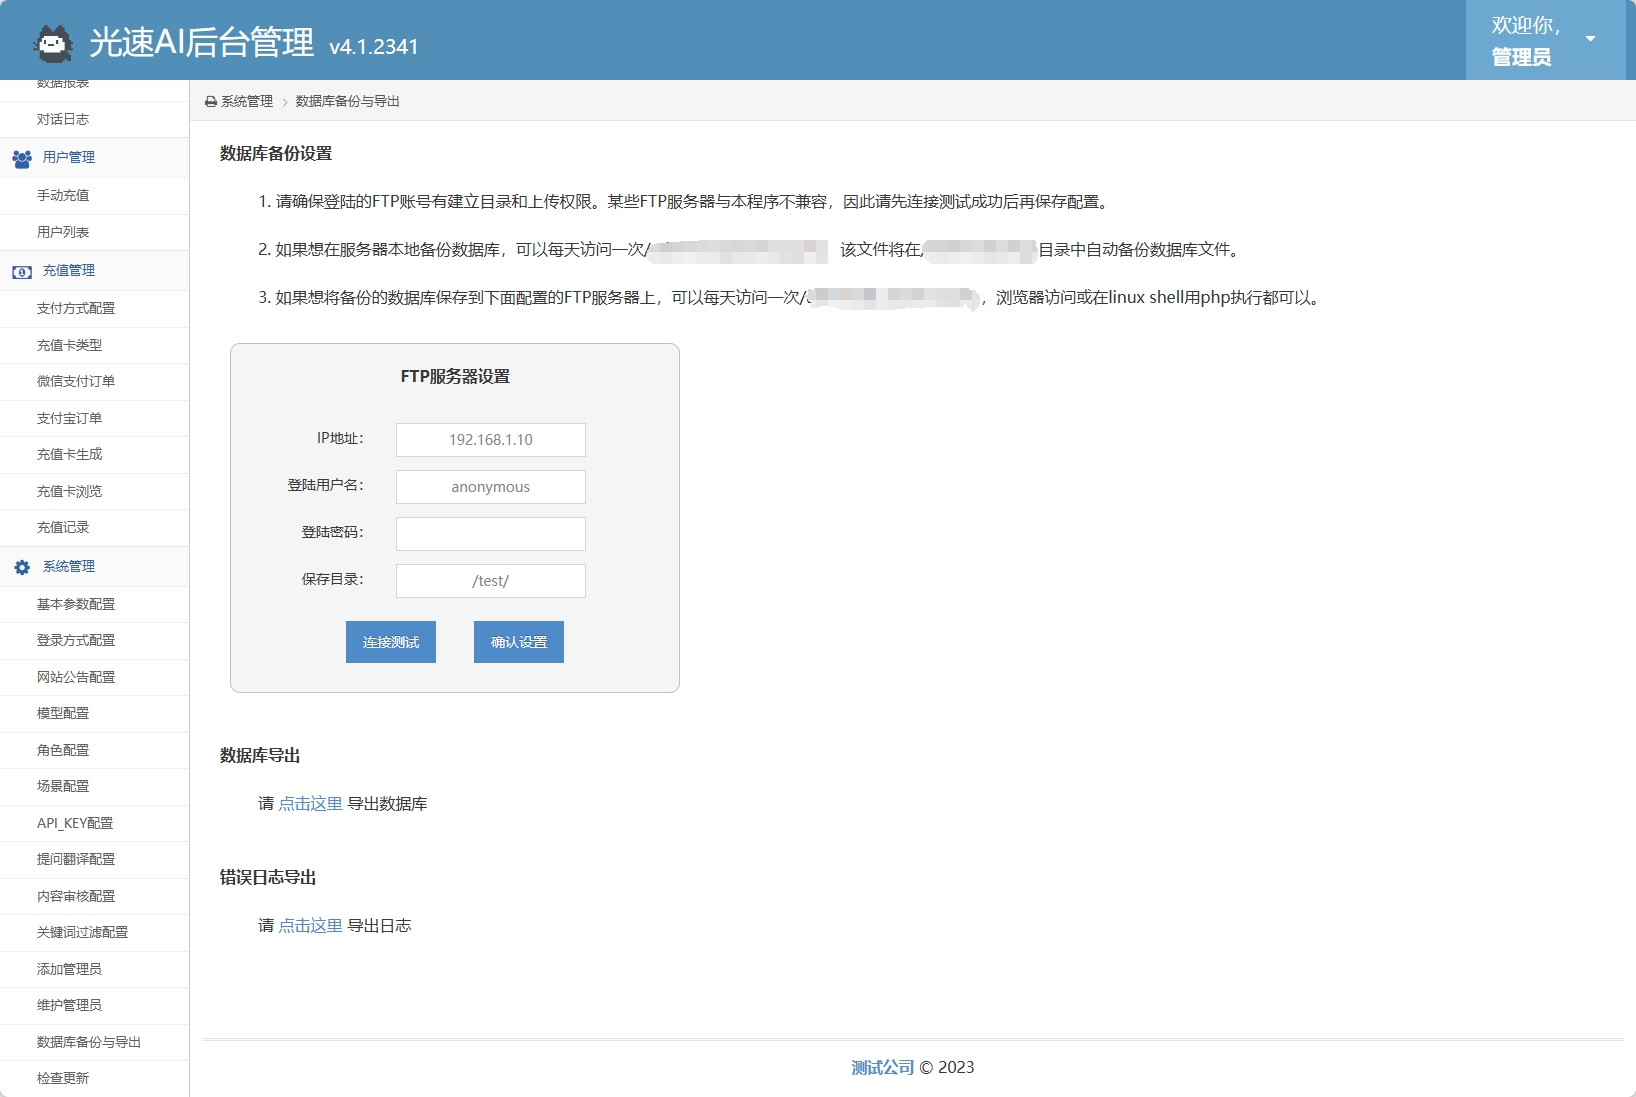 光速AI后台管理 v4.1.2341
欢迎你,
管理员
数据报表
对话日志
用户管理
手动充值
用户列表
充值管理
支付方式配置
充值卡类型
微信支付订单
支付宝订单
充值卡生成
充值卡浏览
充值记录
系统管理
基本参数配置
登录方式配置
网站公告配置
模型配置
角色配置
场景配置
API_KEY配置
提问翻译配置
内容审核配置
关键词过滤配置
添加管理员
维护管理员
数据库备份与导出
检查更新
系统管理 > 数据库备份与导出
数据库备份设置
1. 请确保登陆的FTP账号有建立目录和上传权限。某些FTP服务器与本程序不兼容，因此请先连接测试成功后再保存配置。
2. 如果想在服务器本地备份数据库，可以每天访问一次/ 该文件将在/ 目录中自动备份数据库文件。
3. 如果想将备份的数据库保存到下面配置的FTP服务器上，可以每天访问一次/ ，浏览器访问或在linux shell用php执行都可以。
FTP服务器设置
IP地址： 192.168.1.10
登陆用户名： anonymous
登陆密码：
保存目录： /test/
连接测试 确认设置
数据库导出
请 点击这里 导出数据库
错误日志导出
请 点击这里 导出日志
测试公司 © 2023